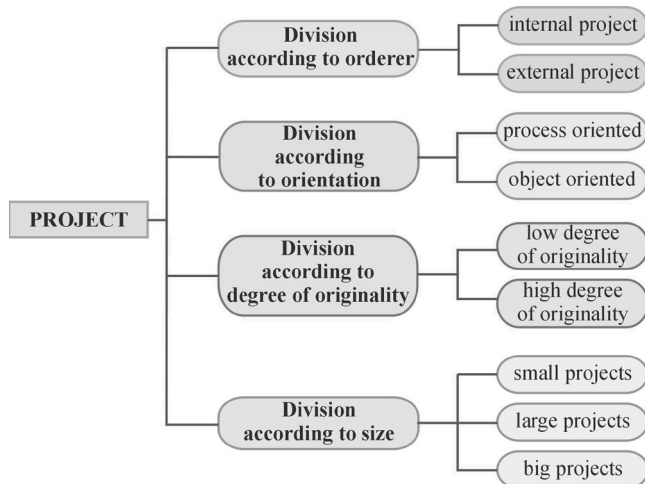 PROJECT
Division
according to orderer
internal project
external project
Division
according
to orientation
process oriented
object oriented
Division
according to
degree of originality
low degree
of originality
high degree
of originality
Division
according to size
small projects
large projects
big projects